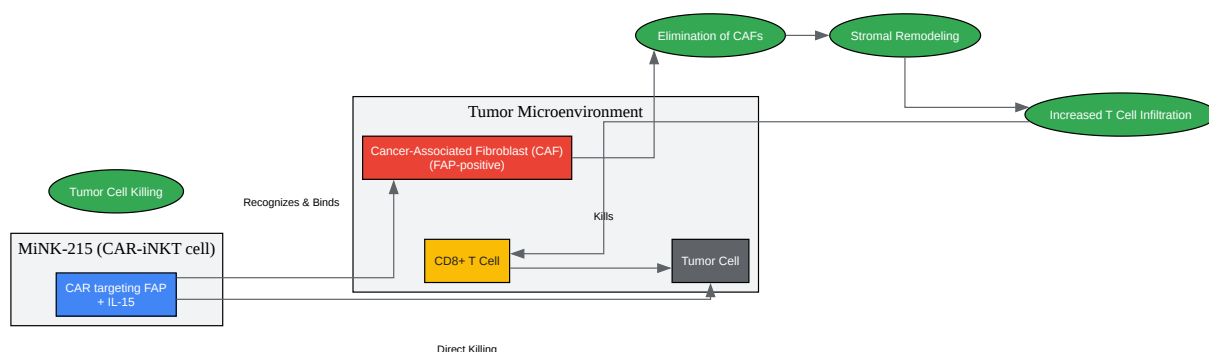 Elimination of CAFs
Stromal Remodeling
Tumor Microenvironment
Increased T Cell Infiltration
Cancer-Associated Fibroblast (CAF)
(FAP-positive)
Tumor Cell Killing
Recognizes & Binds
Kills
MiNK-215 (CAR-iNKT cell)
CD8+ T Cell
Tumor Cell
CAR targeting FAP
+ IL-15
Direct Killing